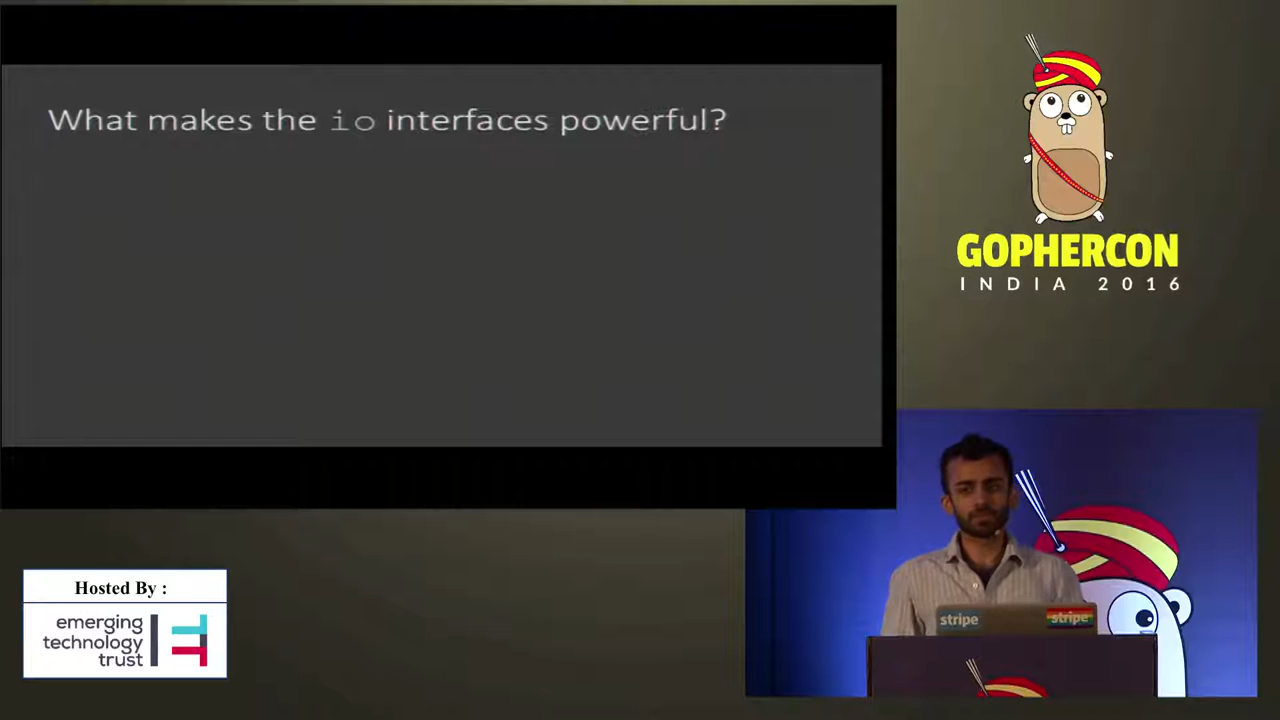 What makes the io interfaces powerful?
GOPHERCON
INDIA 2016
stripe
stripe
Hosted By :
emerging
technology
trust